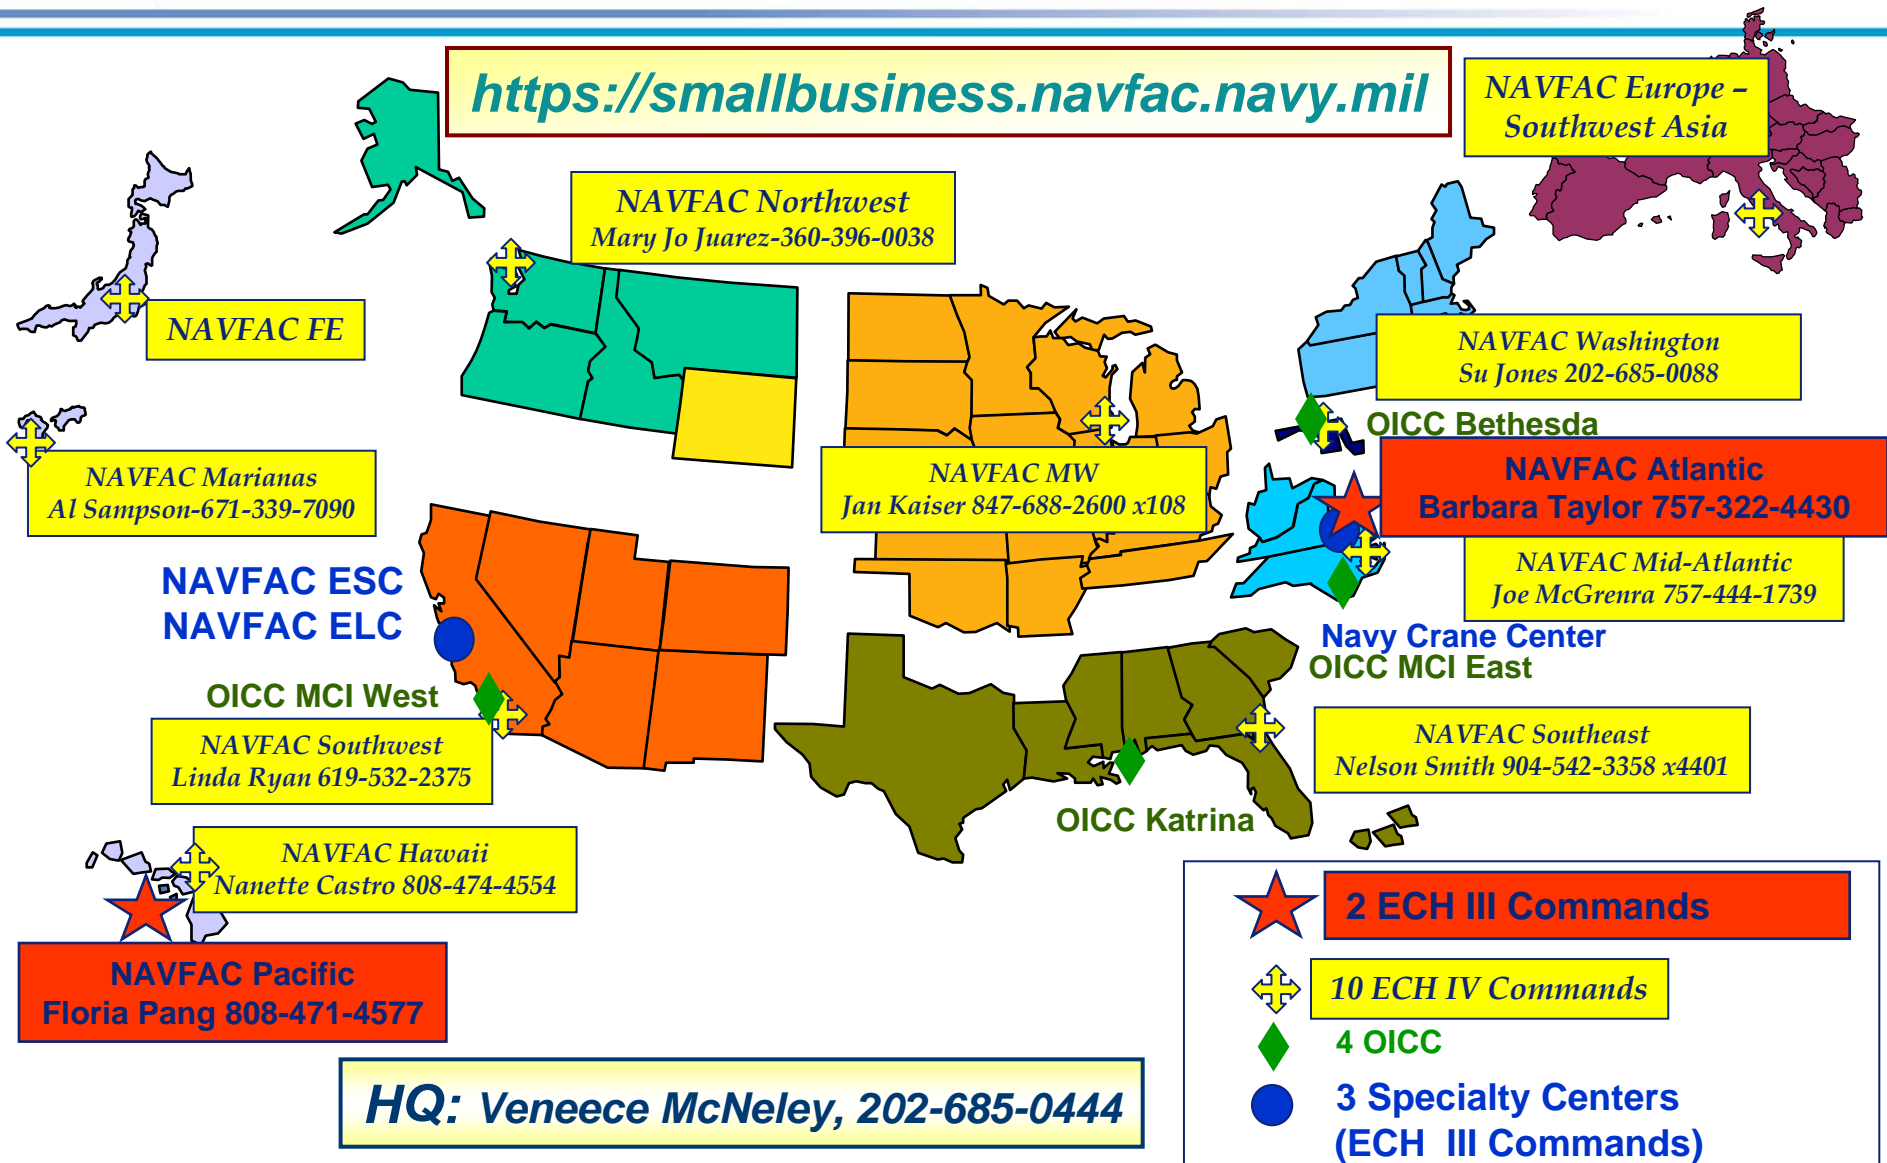 https://smallbusiness.navfac.navy.mil
NAVFAC Europe –
Southwest Asia
NAVFAC Northwest
Mary Jo Juarez-360-396-0038
NAVFAC FE
NAVFAC Washington
Su Jones 202-685-0088
OICC Bethesda
NAVFAC Marianas
Al Sampson-671-339-7090
NAVFAC MW
Jan Kaiser 847-688-2600 x108
NAVFAC Atlantic
Barbara Taylor 757-322-4430
NAVFAC Mid-Atlantic
Joe McGrenra 757-444-1739
NAVFAC ESC
NAVFAC ELC
Navy Crane Center
OICC MCI East
OICC MCI West
NAVFAC Southwest
Linda Ryan 619-532-2375
NAVFAC Southeast
Nelson Smith 904-542-3358 x4401
OICC Katrina
NAVFAC Hawaii
Nanette Castro 808-474-4554
NAVFAC Pacific
Floria Pang 808-471-4577
2 ECH III Commands
10 ECH IV Commands
4 OICC
3 Specialty Centers
(ECH III Commands)
HQ: Veneece McNeley, 202-685-0444